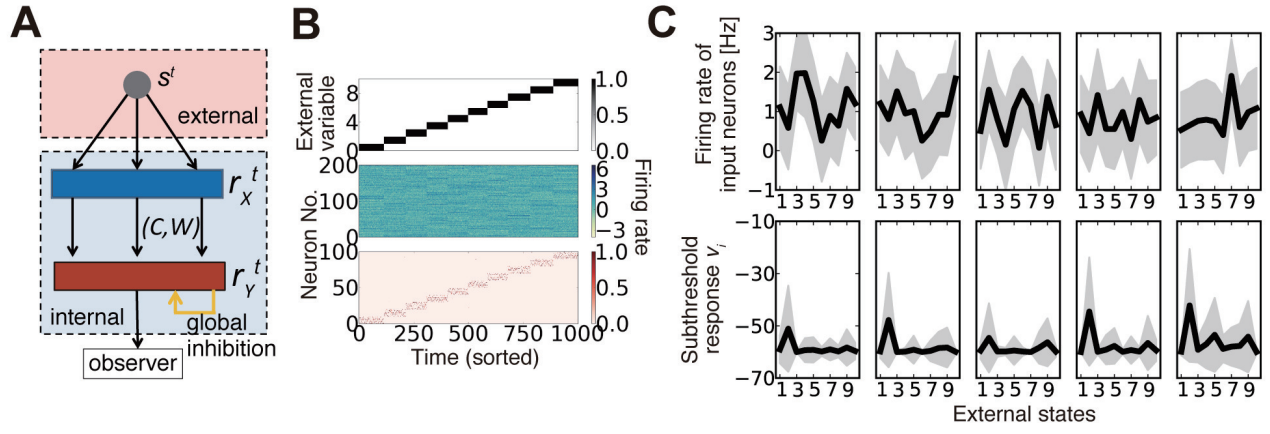 A
s^t
external
r_X^t
(C,W)
r_Y^t
internal
global
inhibition
observer
B
External
variable
8
4
0
1.0
0.5
0.0
Neuron No.
200
100
0
6
3
0
−3
Firing rate
100
50
0
1.0
0.5
0.0
0 250 500 750 1000
Time (sorted)
C
Firing rate of
input neurons [Hz]
3
2
1
0
−1
1 3 5 7 9
1 3 5 7 9
1 3 5 7 9
1 3 5 7 9
1 3 5 7 9
Subthreshold
response v_i
−10
−30
−50
−70
1 3 5 7 9
1 3 5 7 9
1 3 5 7 9
1 3 5 7 9
1 3 5 7 9
External states